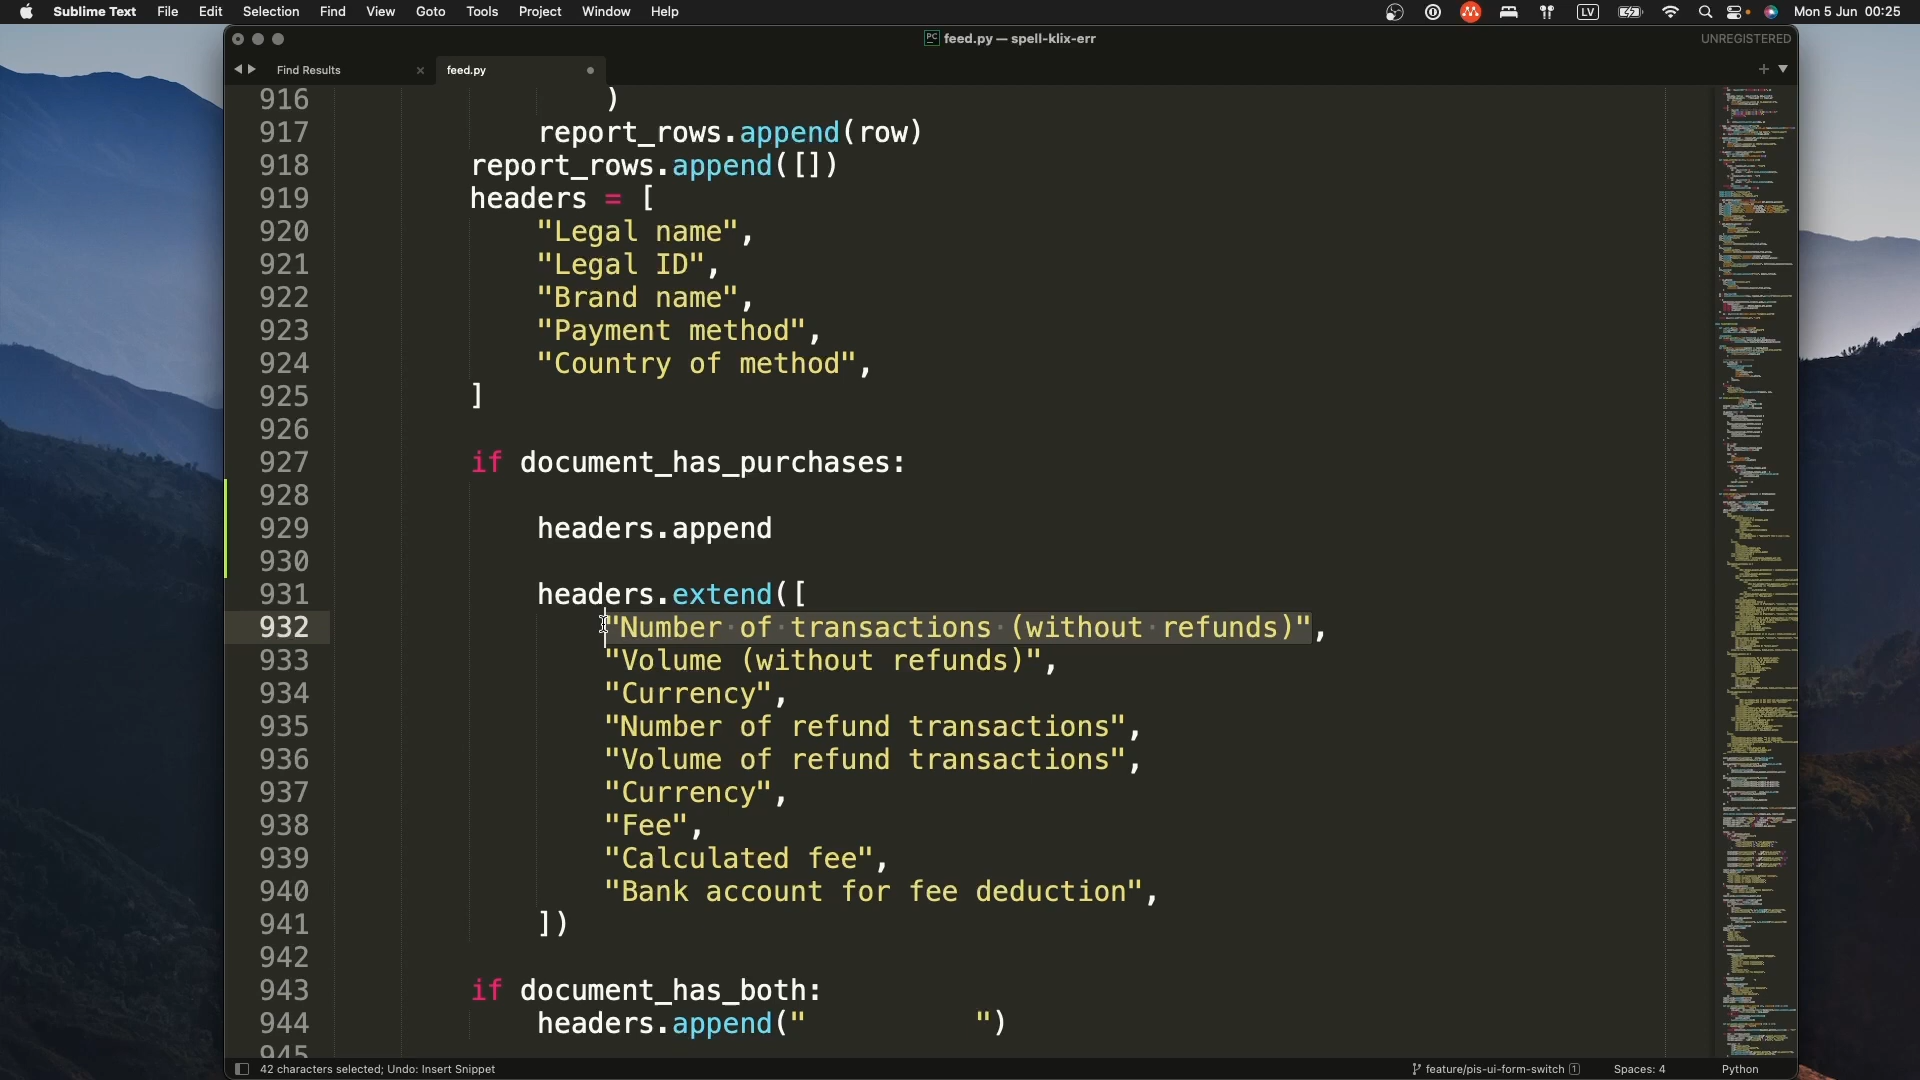 Sublime Text File Edit Selection Find View Goto Tools Project Window Help LV Mon 5 Jun 00:25
feed.py — spell-klix-err UNREGISTERED
Find Results feed.py
916 )
917 report_rows.append(row)
918 report_rows.append([])
919 headers = [
920 "Legal name",
921 "Legal ID",
922 "Brand name",
923 "Payment method",
924 "Country of method",
925 ]
926
927 if document_has_purchases:
928
929 headers.append
930
931 headers.extend([
932 "Number of transactions (without refunds)",
933 "Volume (without refunds)",
934 "Currency",
935 "Number of refund transactions",
936 "Volume of refund transactions",
937 "Currency",
938 "Fee",
939 "Calculated fee",
940 "Bank account for fee deduction",
941 ])
942
943 if document_has_both:
944 headers.append("          ")
945
42 characters selected; Undo: Insert Snippet feature/pis-ui-form-switch 1 Spaces: 4 Python